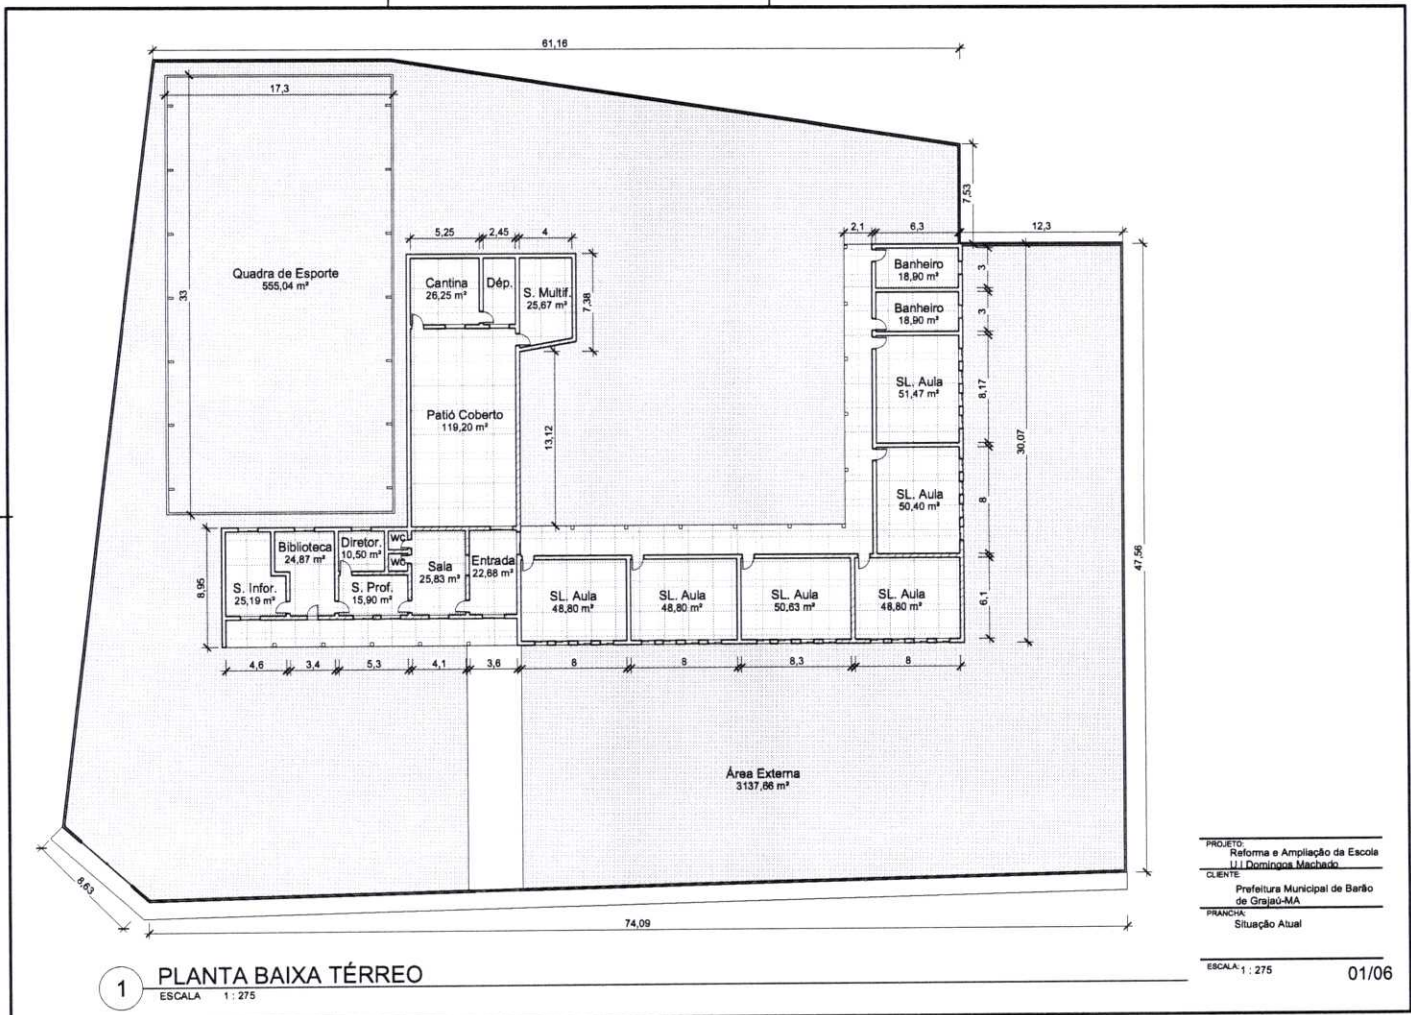 61,16
17,3
7,53
12,3
2,1
6,3
5,25
2,45
4
Banheiro
18,90 m²
3
Quadra de Esporte
555,04 m²
33
Cantina
26,25 m²
Dép.
S. Multif.
25,67 m²
7,38
Banheiro
18,90 m²
3
SL. Aula
51,47 m²
8,17
Patió Coberto
119,20 m²
13,12
30,07
SL. Aula
50,40 m²
8
47,56
8,95
S. Infor.
25,19 m²
Biblioteca
24,87 m²
Diretor.
10,50 m²
WC
WC
S. Prof.
15,90 m²
Sala
25,83 m²
Entrada
22,68 m²
SL. Aula
48,80 m²
SL. Aula
48,80 m²
SL. Aula
50,63 m²
SL. Aula
48,80 m²
6,1
4,6
3,4
5,3
4,1
3,6
8
8
8,3
8
Área Externa
3137,66 m²
8,63
74,09
PROJETO:
Reforma e Ampliação da Escola
U.I Domingos Machado
CLIENTE:
Prefeitura Municipal de Barão
de Grajaú-MA
PRANCHA:
Situação Atual
ESCALA: 1 : 275
01/06
1
PLANTA BAIXA TÉRREO
ESCALA 1 : 275